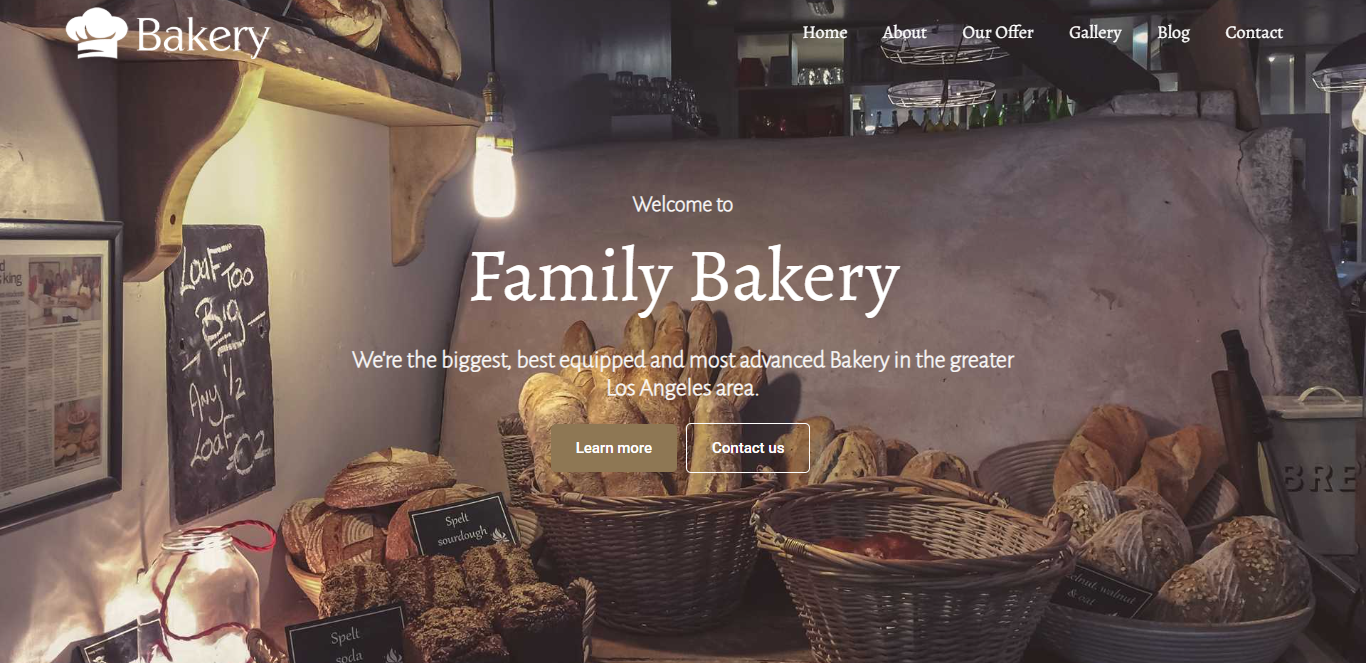 Bakery
Home About Our Offer Gallery Blog Contact
Welcome to
Family Bakery
We're the biggest, best equipped and most advanced Bakery in the greater
Los Angeles area.
Learn more Contact us
LOAF TOO
BIG
ANY 1/2
LOAF £2
Spelt
sourdough
Spelt
soda
walnut
& oat
BRE